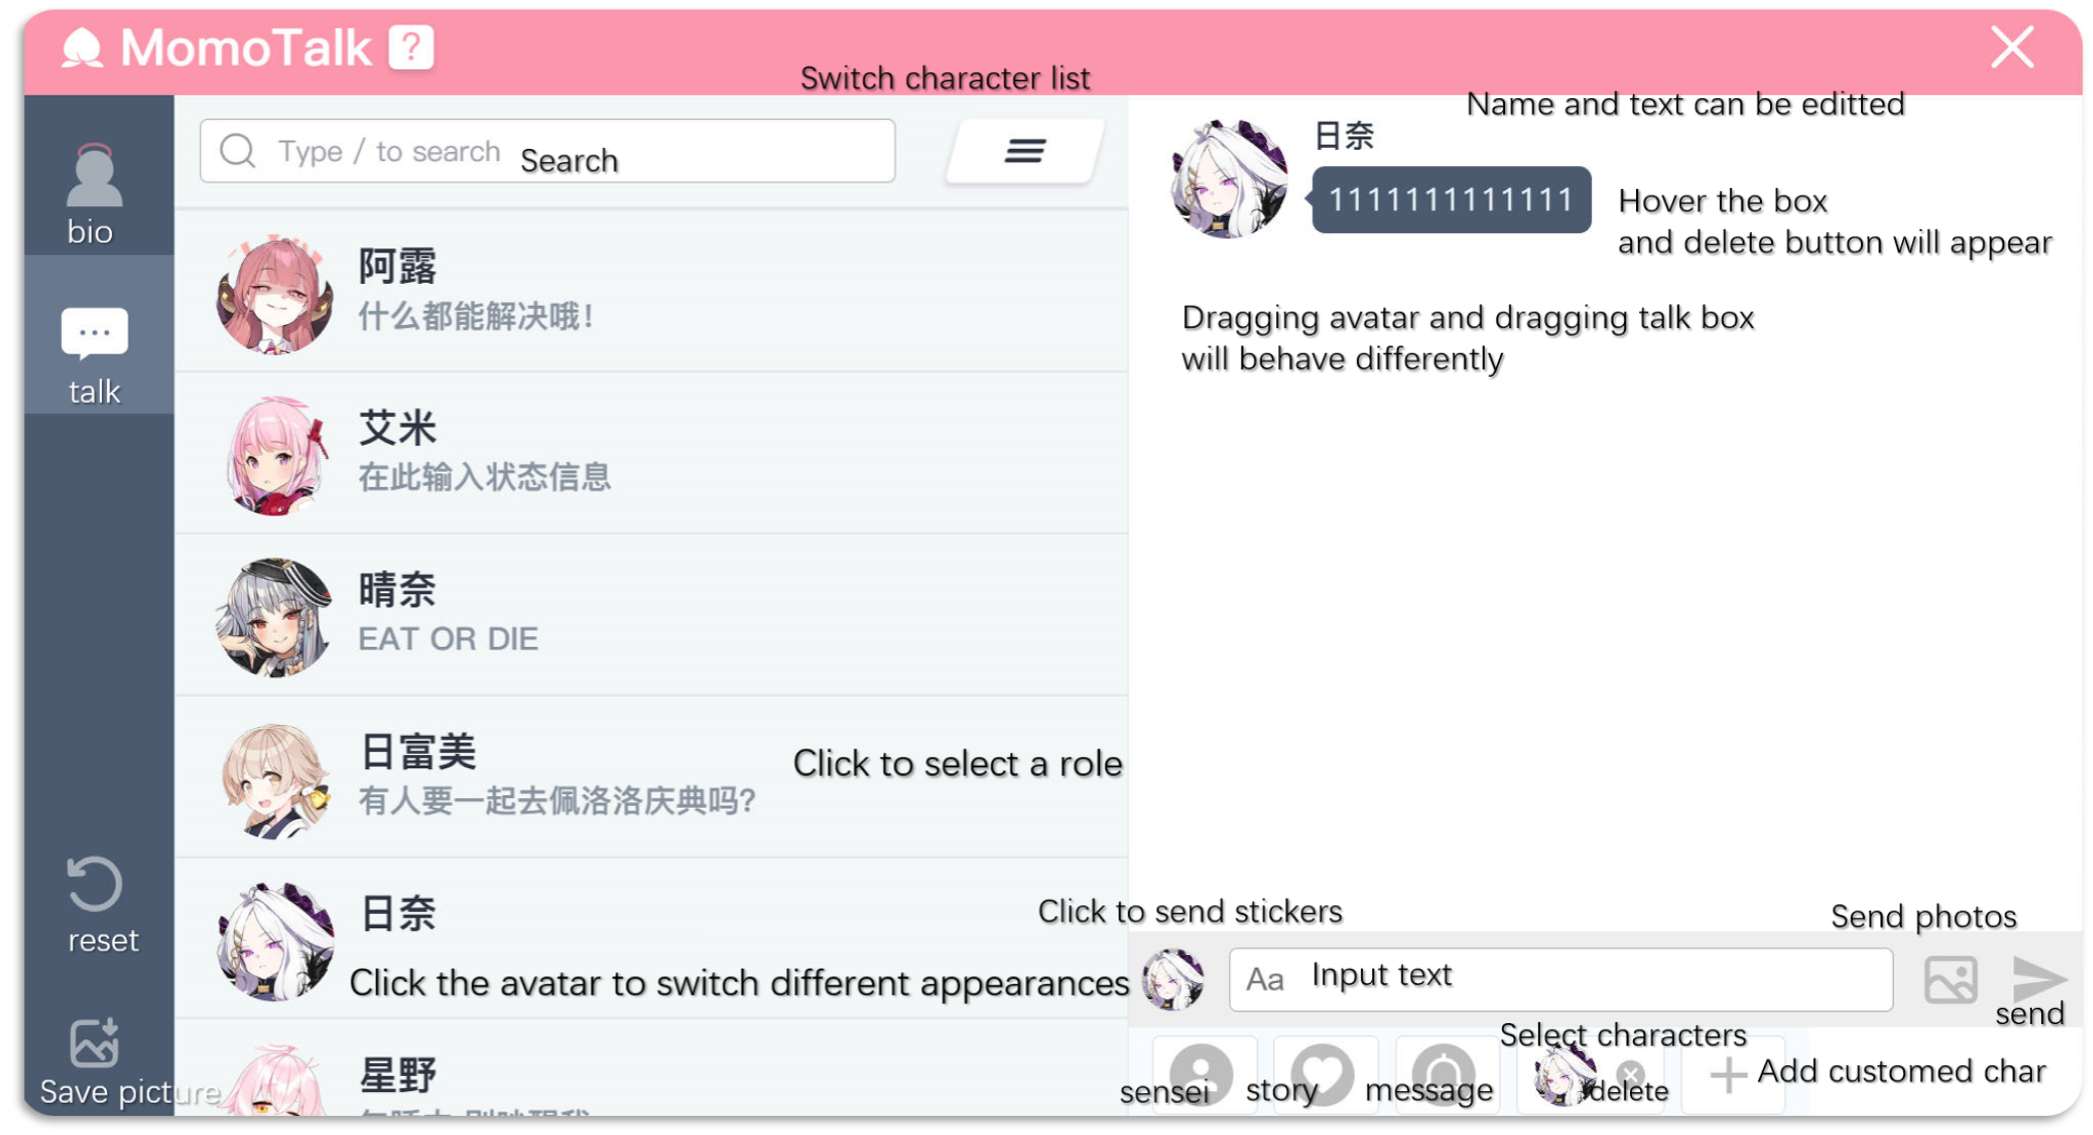 MomoTalk ?
Switch character list
Name and text can be editted
bio
talk
reset
Save picture
Type / to search
Search
阿露
什么都能解决哦!
艾米
在此输入状态信息
晴奈
EAT OR DIE
日富美
有人要一起去佩洛洛庆典吗?
Click to select a role
日奈
Click the avatar to switch different appearances
星野
日奈
1111111111111
Hover the box
and delete button will appear
Dragging avatar and dragging talk box
will behave differently
Click to send stickers
Send photos
Aa
Input text
send
Select characters
sensei
story
message
delete
Add customed char